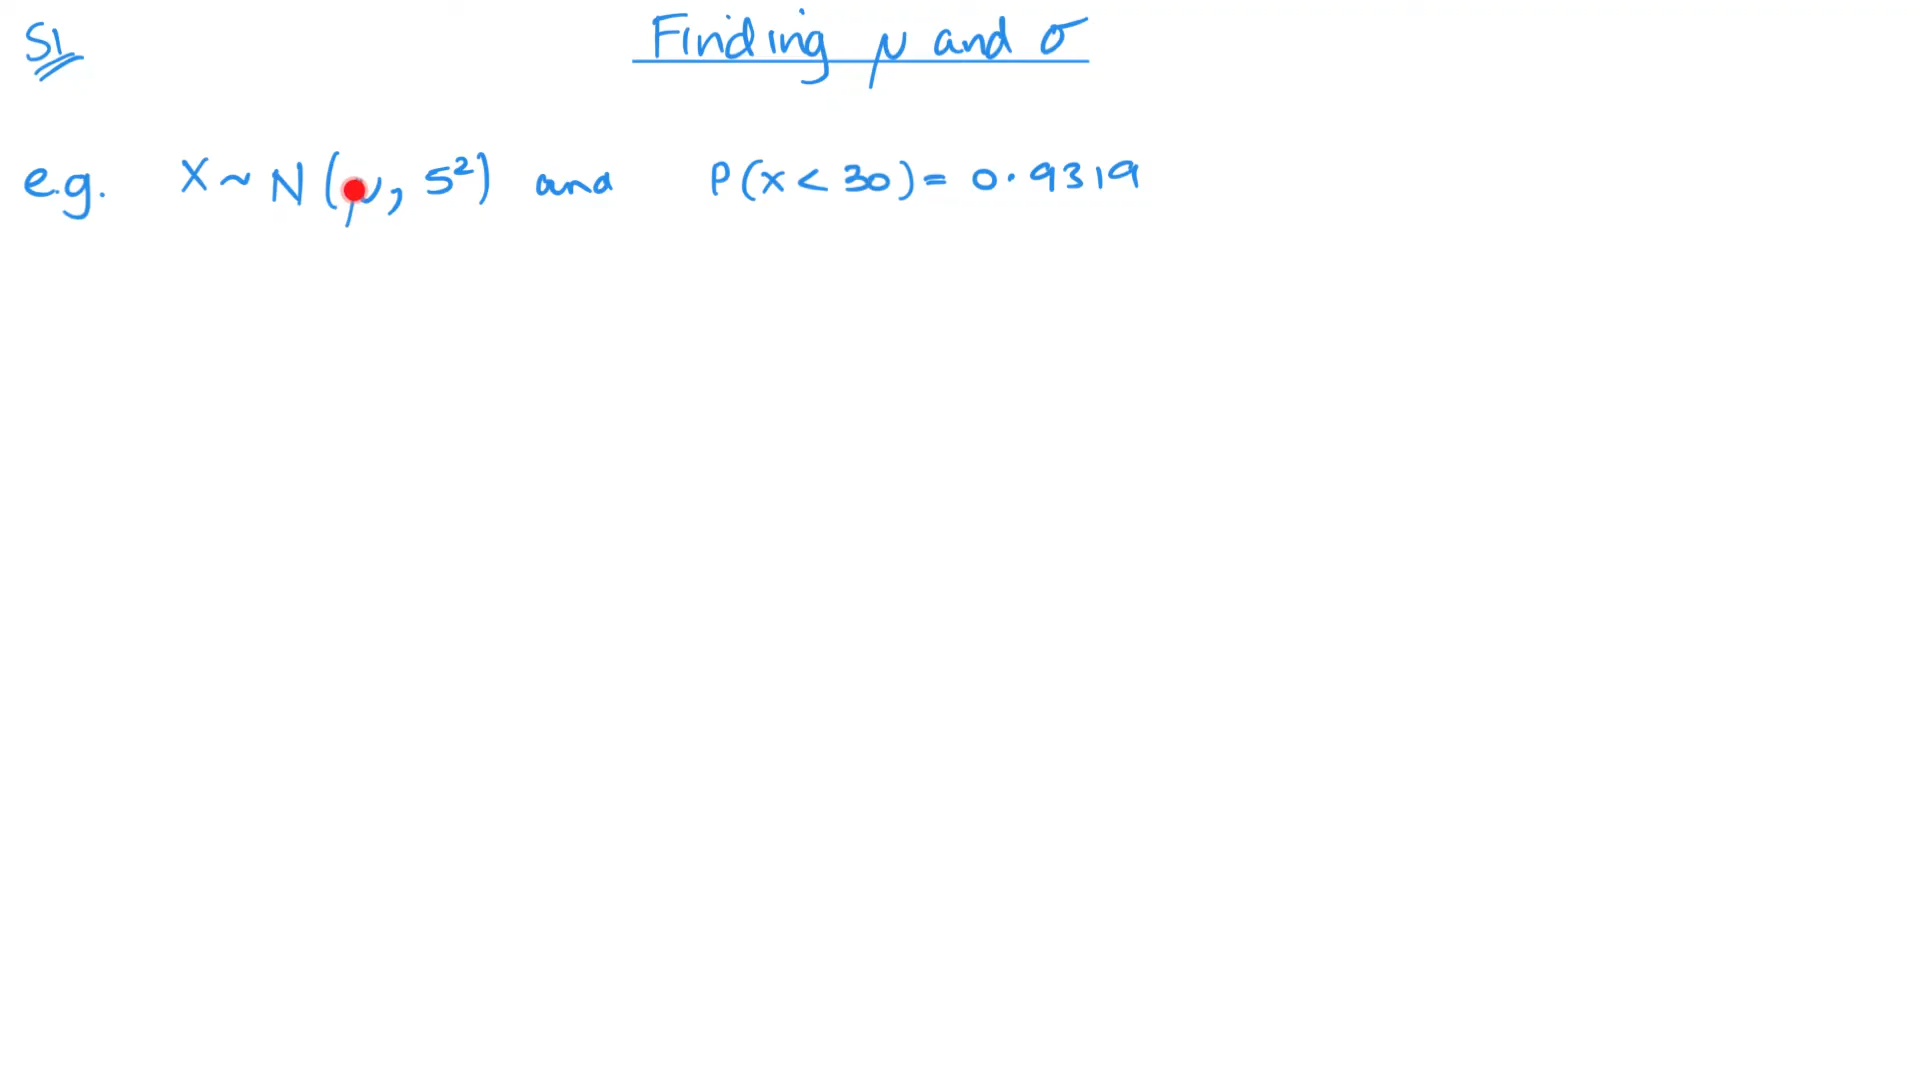 S1
Finding μ and σ
e.g. X ~ N(μ, 5²) and P(X < 30) = 0.9319